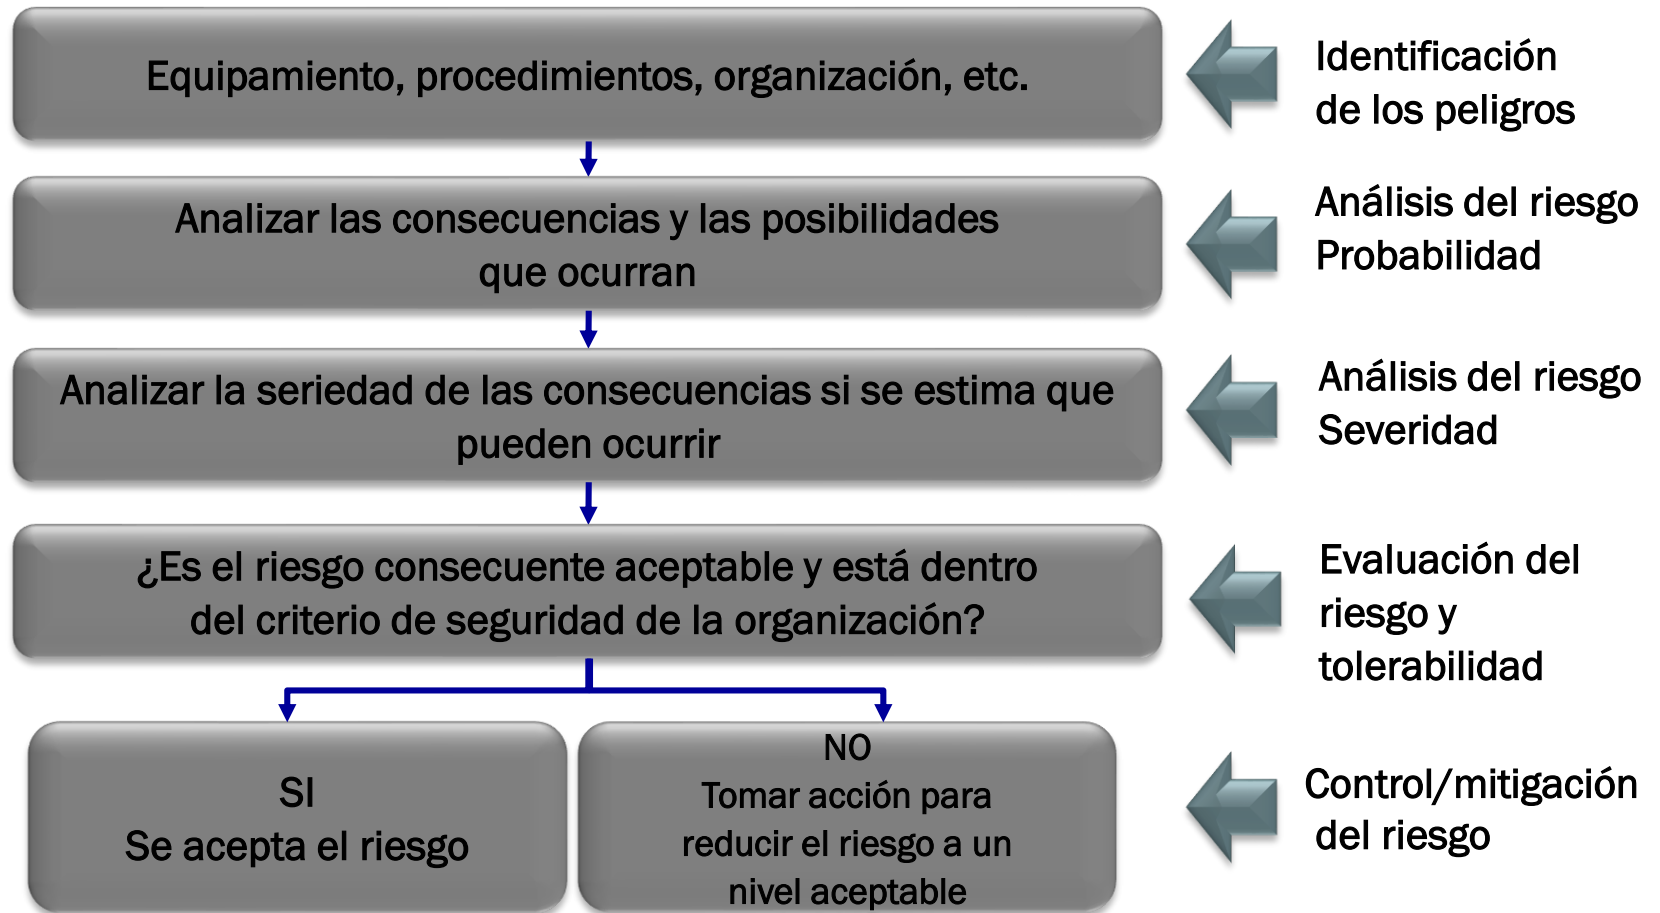 Equipamiento, procedimientos, organización, etc.
Identificación
de los peligros
Analizar las consecuencias y las posibilidades
que ocurran
Análisis del riesgo
Probabilidad
Analizar la seriedad de las consecuencias si se estima que
pueden ocurrir
Análisis del riesgo
Severidad
¿Es el riesgo consecuente aceptable y está dentro
del criterio de seguridad de la organización?
Evaluación del
riesgo y
tolerabilidad
SI
Se acepta el riesgo
NO
Tomar acción para
reducir el riesgo a un
nivel aceptable
Control/mitigación
del riesgo